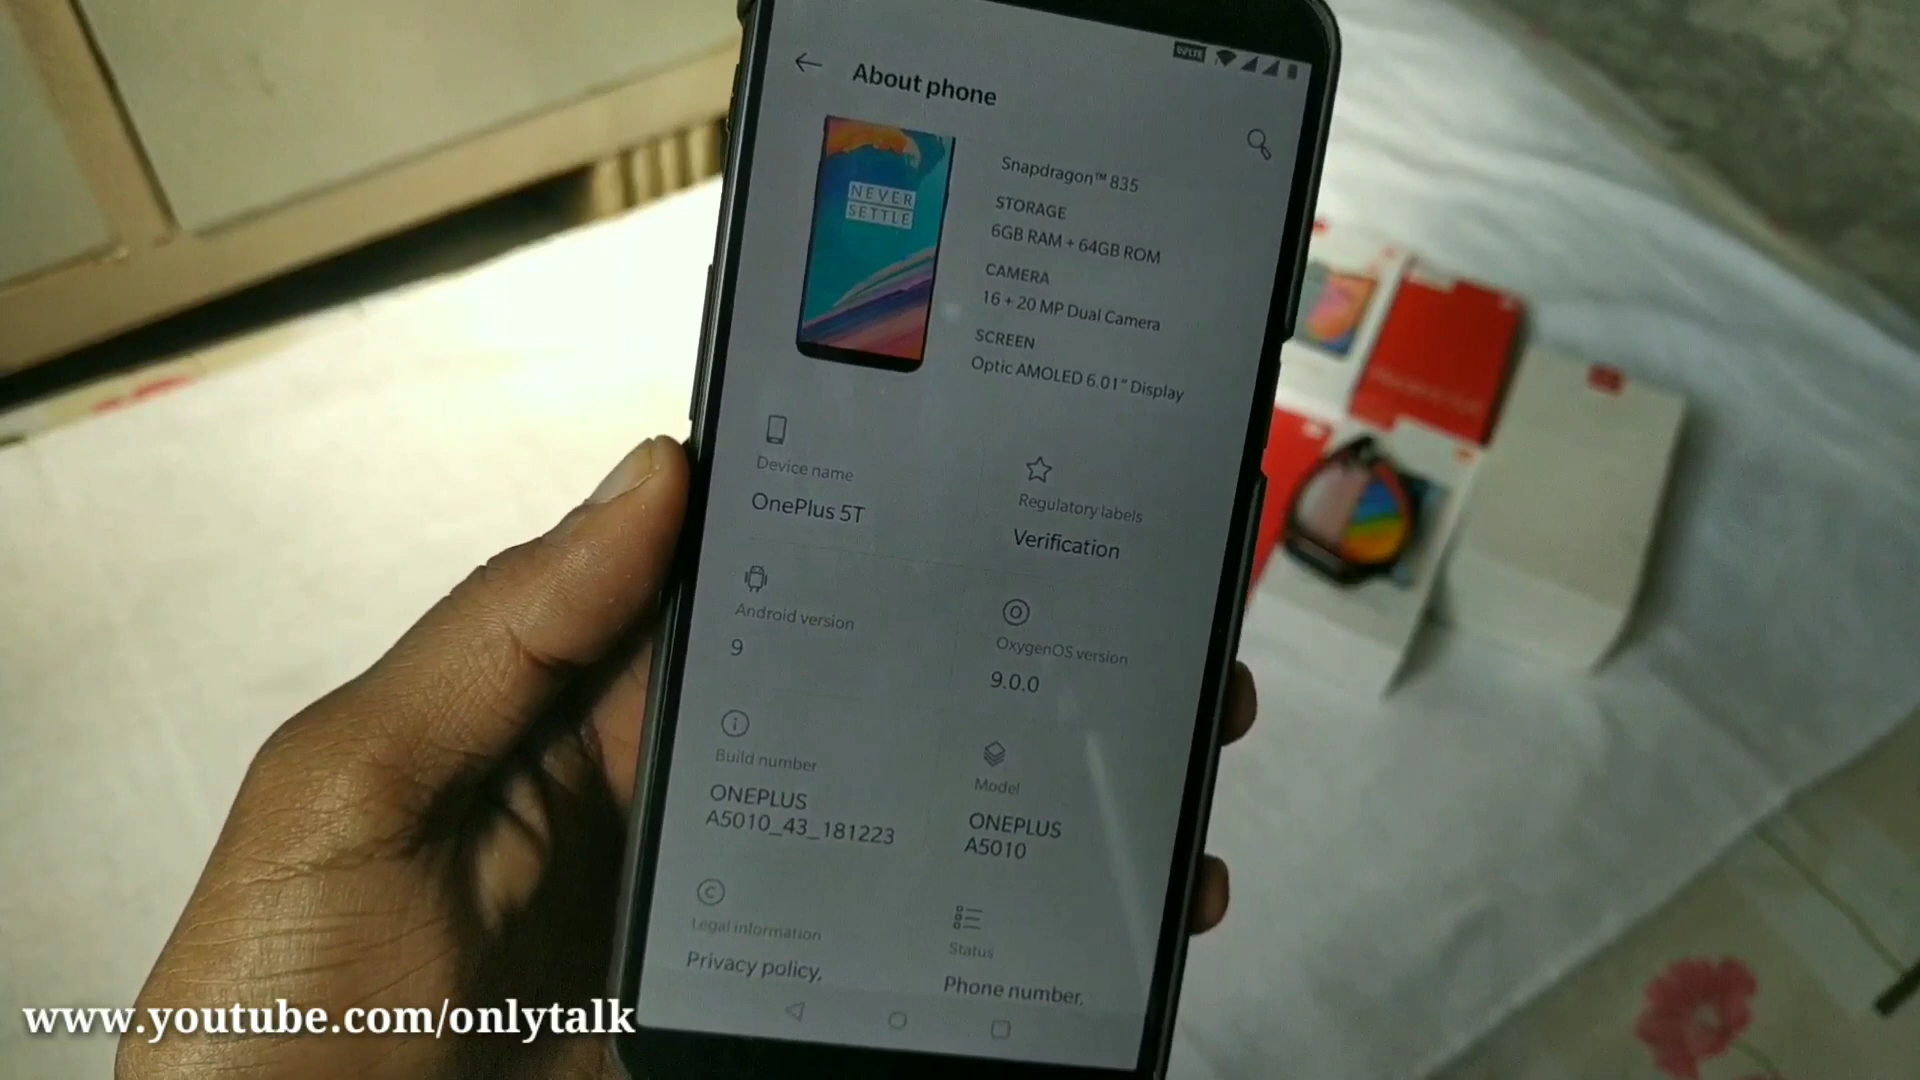 VoLTE
About phone
NEVER
SETTLE
Snapdragon™ 835
STORAGE
6GB RAM + 64GB ROM
CAMERA
16 + 20 MP Dual Camera
SCREEN
Optic AMOLED 6.01" Display
Device name
OnePlus 5T
Regulatory labels
Verification
Android version
9
OxygenOS version
9.0.0
Build number
ONEPLUS
A5010_43_181223
Model
ONEPLUS
A5010
Legal information
Privacy policy,
Status
Phone number,
www.youtube.com/onlytalk